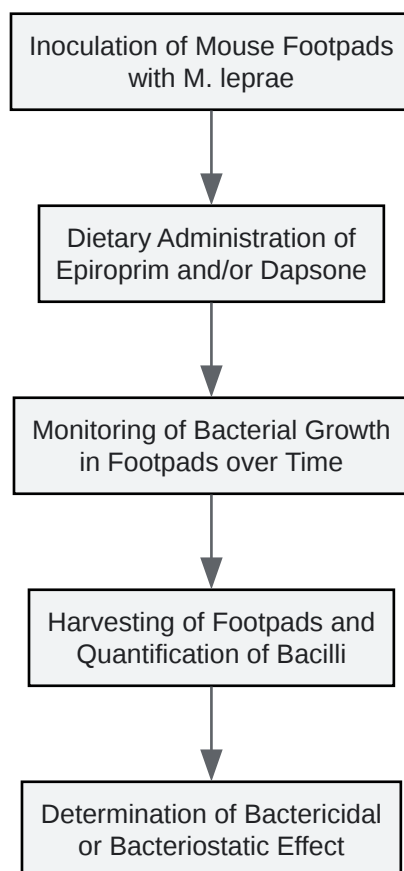 Inoculation of Mouse Footpads
with M. leprae
Dietary Administration of
Epiroprim and/or Dapsone
Monitoring of Bacterial Growth
in Footpads over Time
Harvesting of Footpads and
Quantification of Bacilli
Determination of Bactericidal
or Bacteriostatic Effect